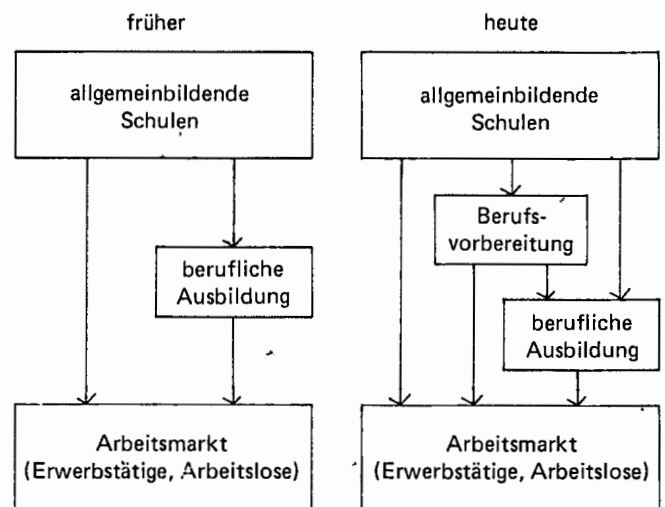 früher
allgemeinbildende
Schulen
berufliche
Ausbildung
Arbeitsmarkt
(Erwerbstätige, Arbeitslose)
heute
allgemeinbildende
Schulen
Berufs-
vorbereitung
berufliche
Ausbildung
Arbeitsmarkt
(Erwerbstätige, Arbeitslose)